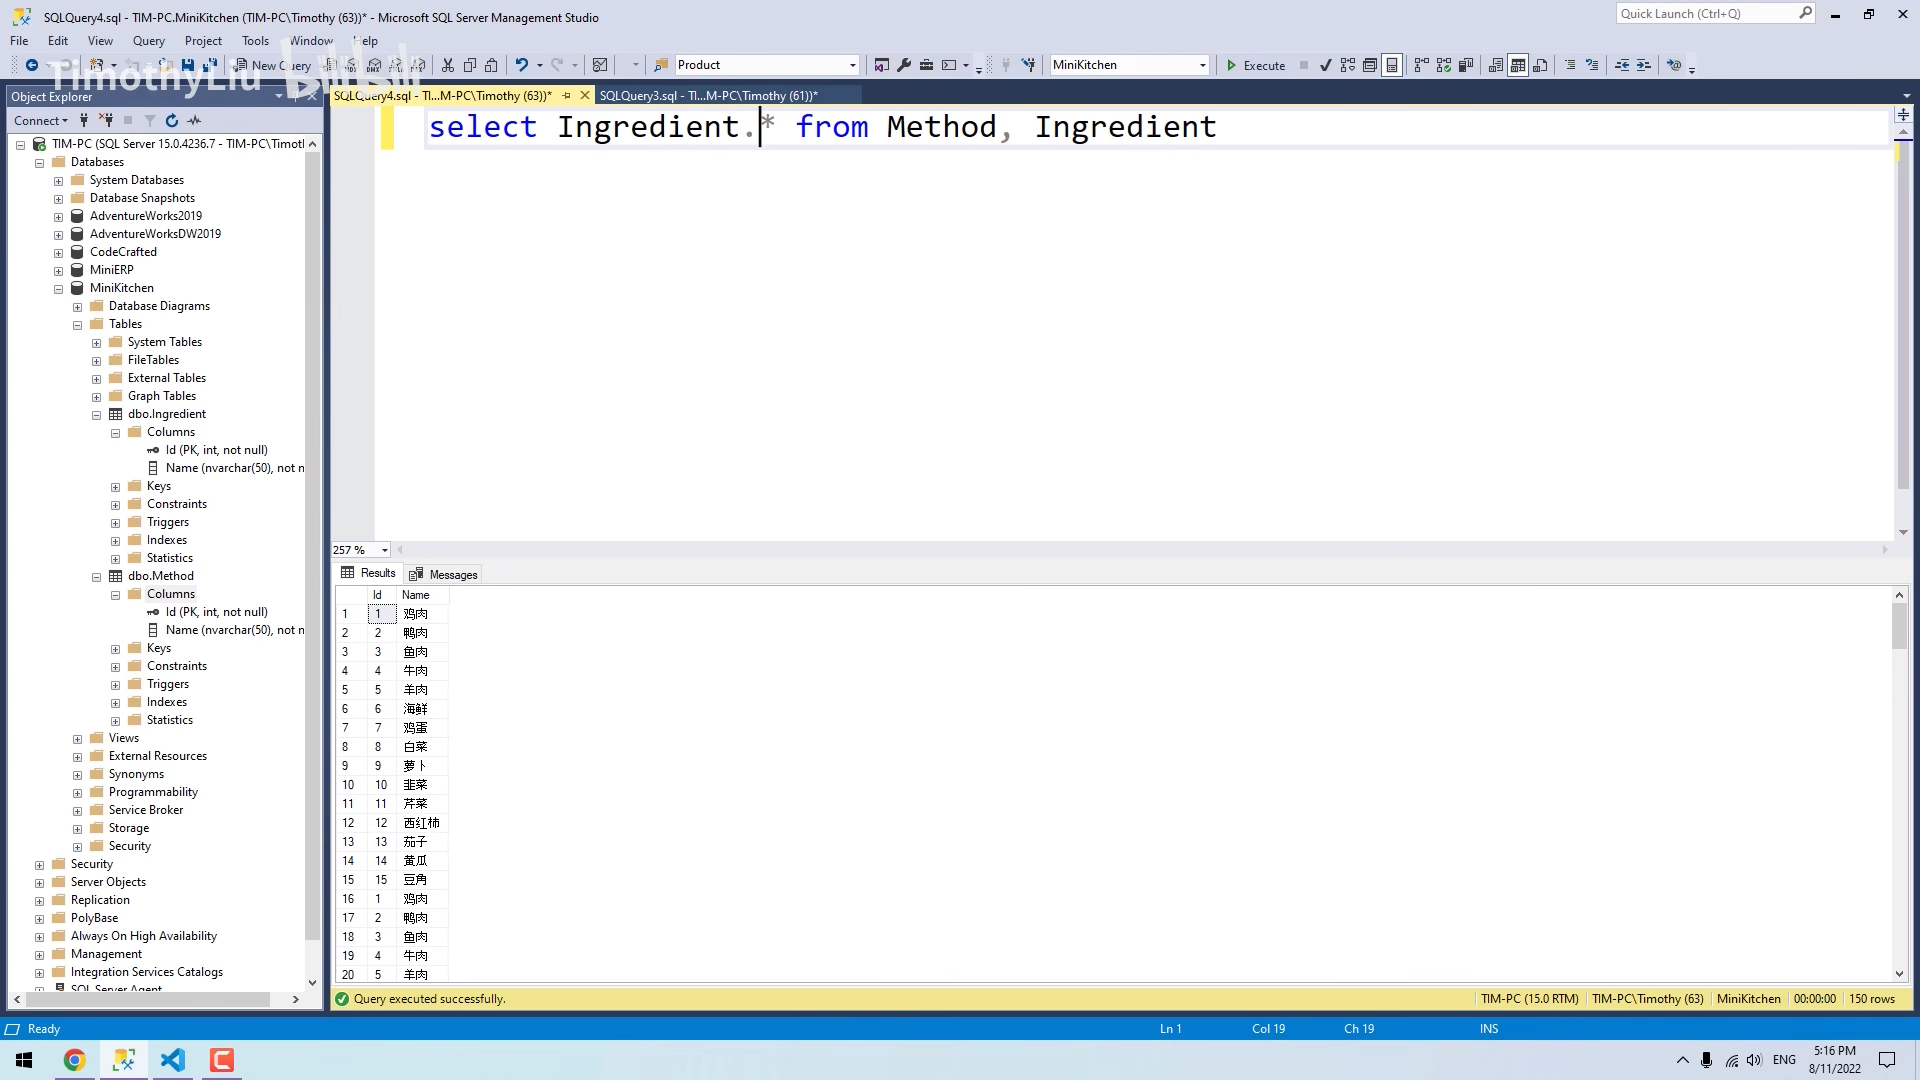 SQLQuery4.sql - TIM-PC.MiniKitchen (TIM-PC\Timothy (63))* - Microsoft SQL Server Management Studio
Quick Launch (Ctrl+Q)
File Edit View Query Project Tools Window Help
New Query
Product
MiniKitchen
Execute
TimothyLiu bilibili
Object Explorer
SQLQuery4.sql - TI...M-PC\Timothy (63))*
SQLQuery3.sql - TI...M-PC\Timothy (61))*
Connect
TIM-PC (SQL Server 15.0.4236.7 - TIM-PC\Timot
Databases
System Databases
Database Snapshots
AdventureWorks2019
AdventureWorksDW2019
CodeCrafted
MiniERP
MiniKitchen
Database Diagrams
Tables
System Tables
FileTables
External Tables
Graph Tables
dbo.Ingredient
Columns
Id (PK, int, not null)
Name (nvarchar(50), not n
Keys
Constraints
Triggers
Indexes
Statistics
dbo.Method
Columns
Id (PK, int, not null)
Name (nvarchar(50), not n
Keys
Constraints
Triggers
Indexes
Statistics
Views
External Resources
Synonyms
Programmability
Service Broker
Storage
Security
Security
Server Objects
Replication
PolyBase
Always On High Availability
Management
Integration Services Catalogs
SQL Server Agent
select Ingredient.* from Method, Ingredient
257 %
Results Messages
Id Name
1 1 鸡肉
2 2 鸭肉
3 3 鱼肉
4 4 牛肉
5 5 羊肉
6 6 海鲜
7 7 鸡蛋
8 8 白菜
9 9 萝卜
10 10 韭菜
11 11 芹菜
12 12 西红柿
13 13 茄子
14 14 黄瓜
15 15 豆角
16 1 鸡肉
17 2 鸭肉
18 3 鱼肉
19 4 牛肉
20 5 羊肉
Query executed successfully.
TIM-PC (15.0 RTM) TIM-PC\Timothy (63) MiniKitchen 00:00:00 150 rows
Ready
Ln 1 Col 19 Ch 19 INS
ENG
5:16 PM
8/11/2022